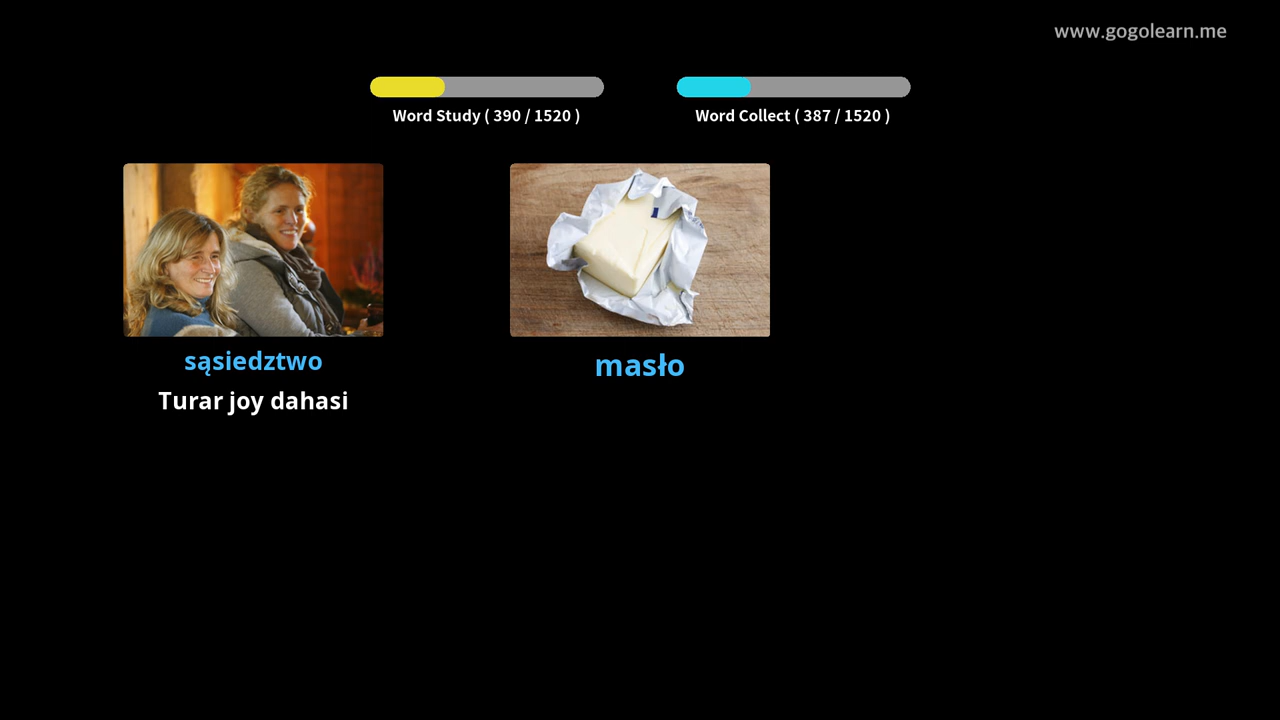 www.gogolearn.me
Word Study ( 390 / 1520 )
Word Collect ( 387 / 1520 )
sąsiedztwo
Turar joy dahasi
masło